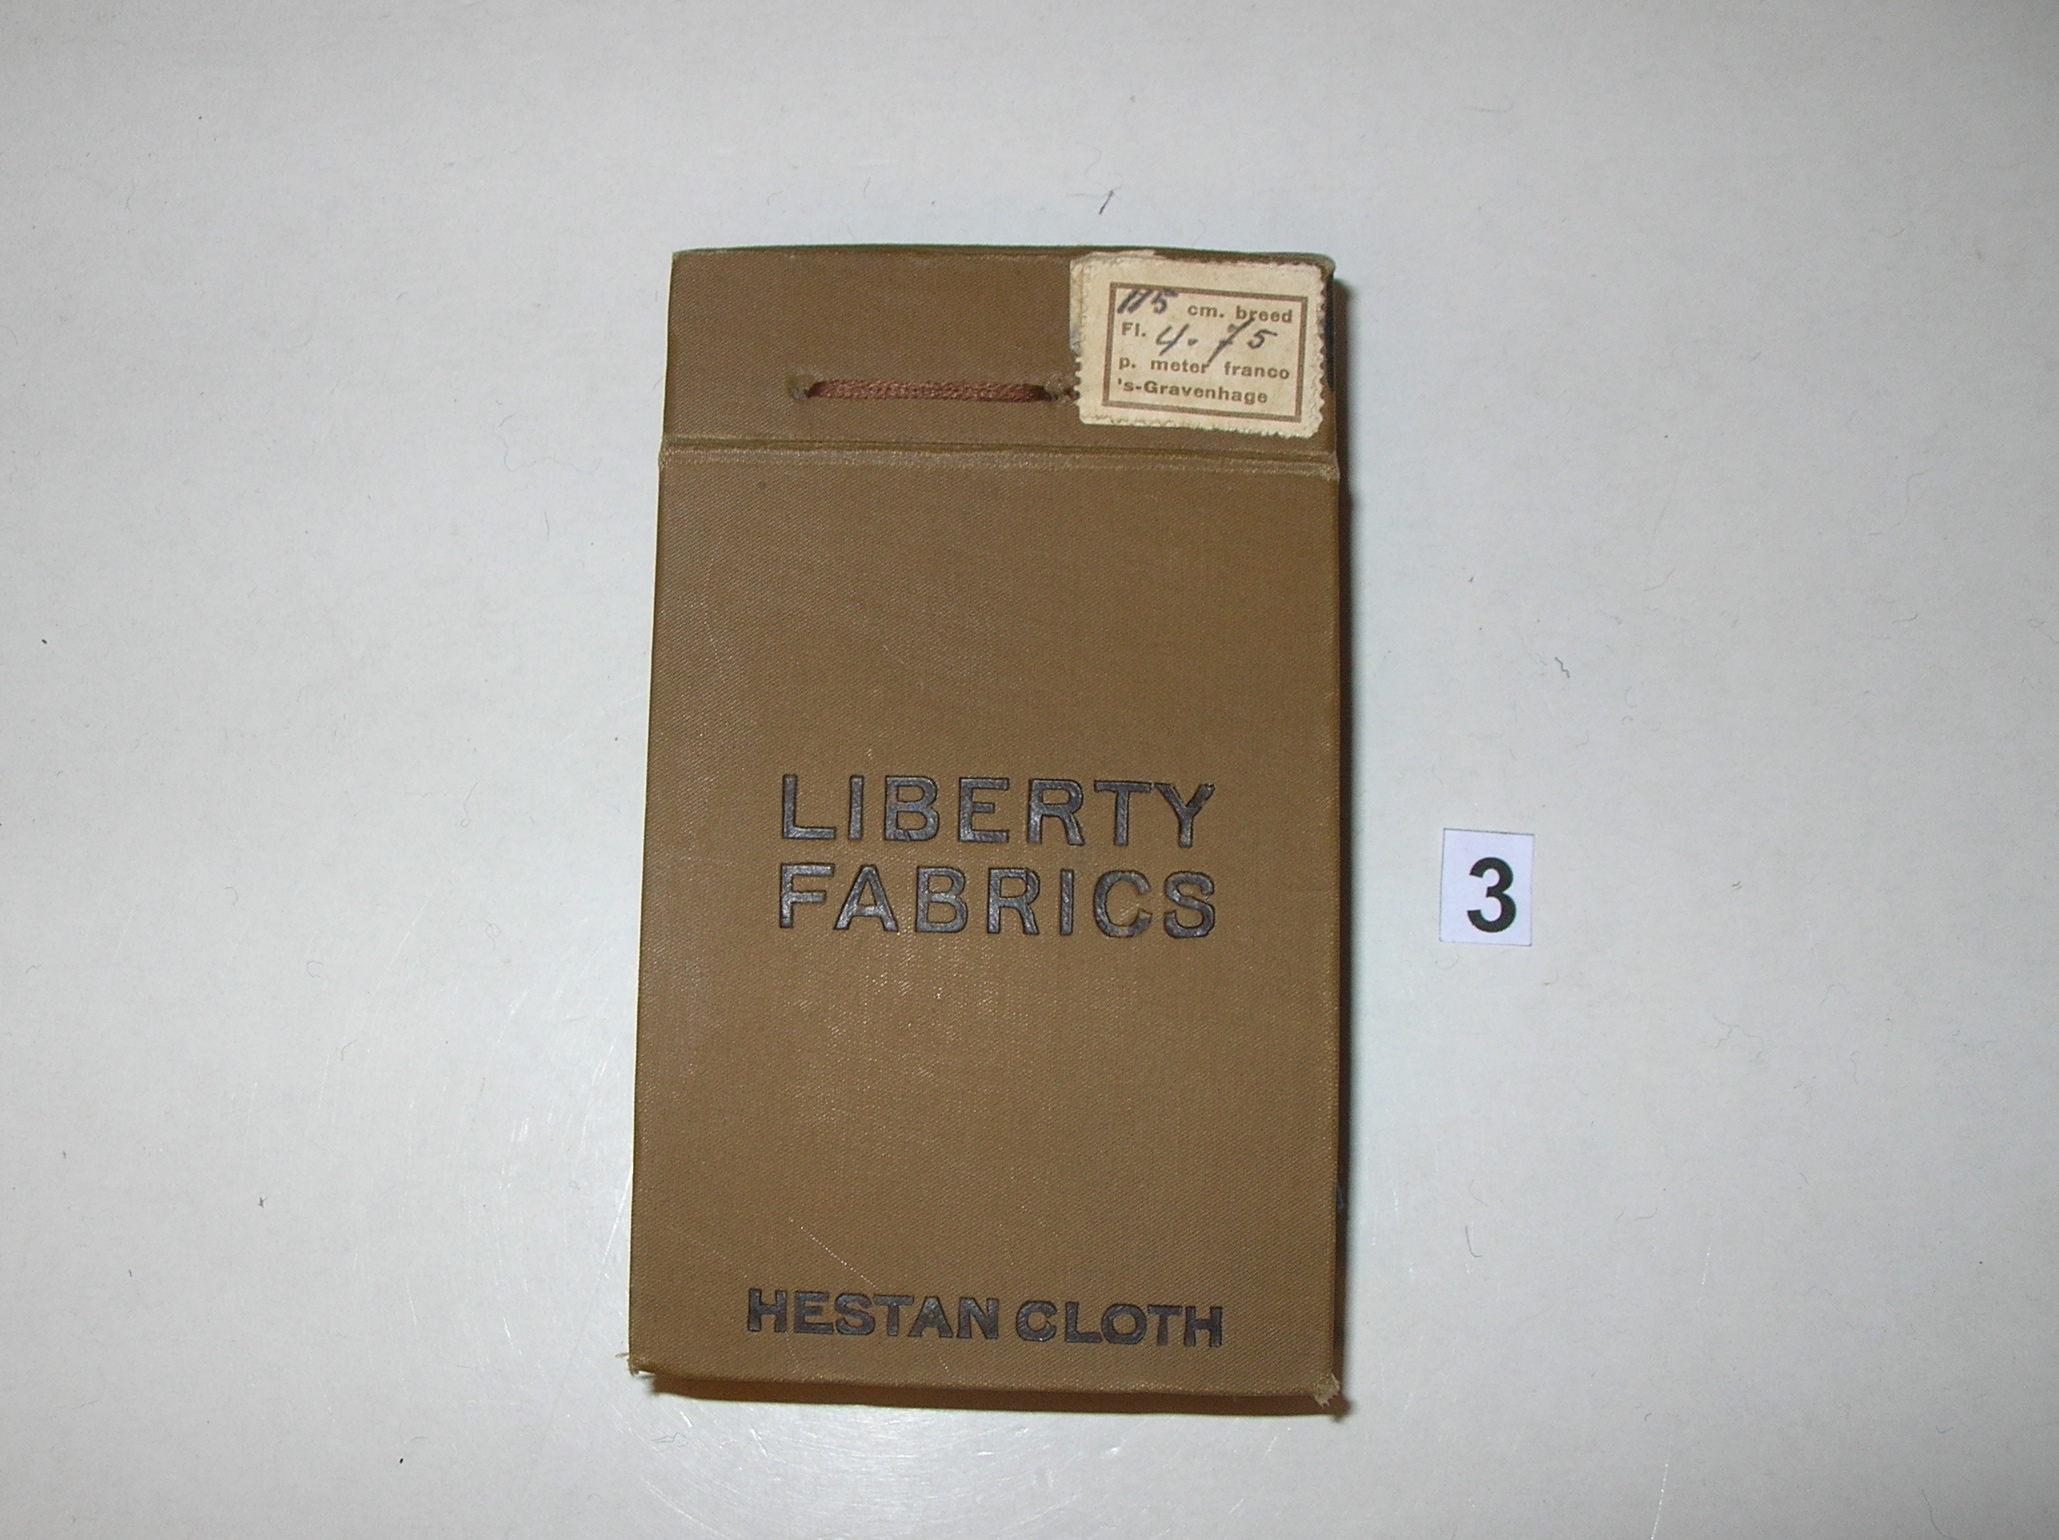 115 cm. breed
Fl. 4.75
p. meter franco
's-Gravenhage
LIBERTY
FABRICS
3
HESTAN CLOTH